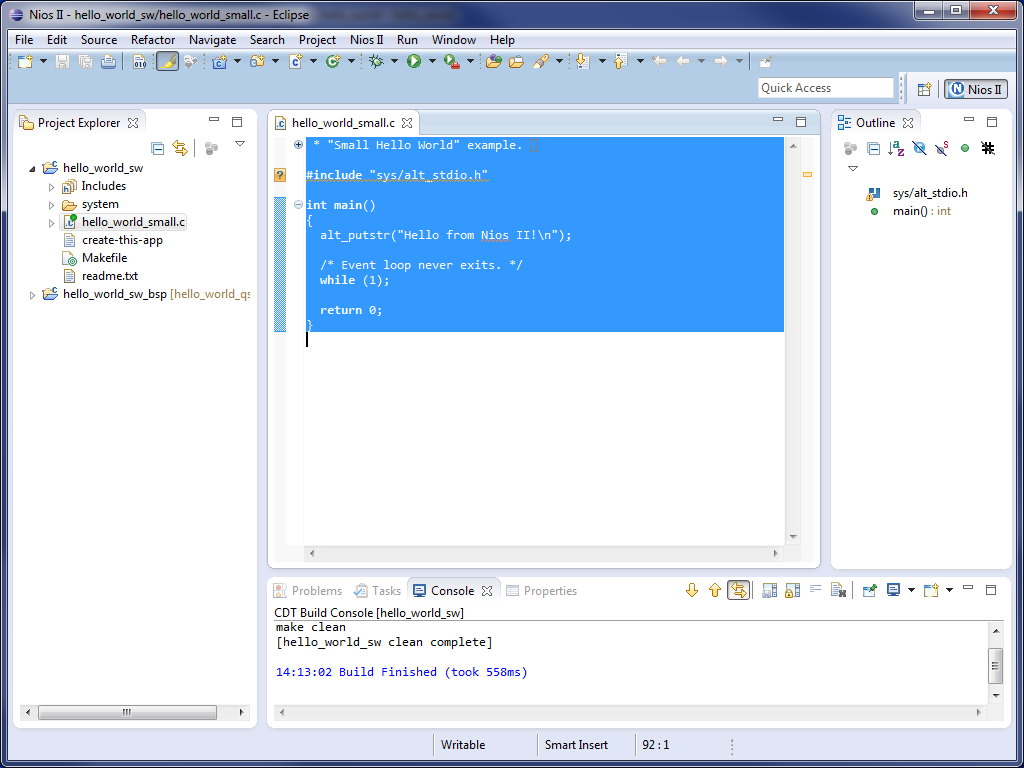 Nios II - hello_world_sw/hello_world_small.c - Eclipse
File Edit Source Refactor Navigate Search Project Nios II Run Window Help
Quick Access
Nios II
Project Explorer
hello_world_sw
Includes
system
hello_world_small.c
create-this-app
Makefile
readme.txt
hello_world_sw_bsp [hello_world_qs
hello_world_small.c
* "Small Hello World" example.
#include "sys/alt_stdio.h"
int main()
{
alt_putstr("Hello from Nios II!\n");
/* Event loop never exits. */
while (1);
return 0;
}
Outline
sys/alt_stdio.h
main() : int
Problems Tasks Console Properties
CDT Build Console [hello_world_sw]
make clean
[hello_world_sw clean complete]
14:13:02 Build Finished (took 558ms)
Writable Smart Insert 92 : 1